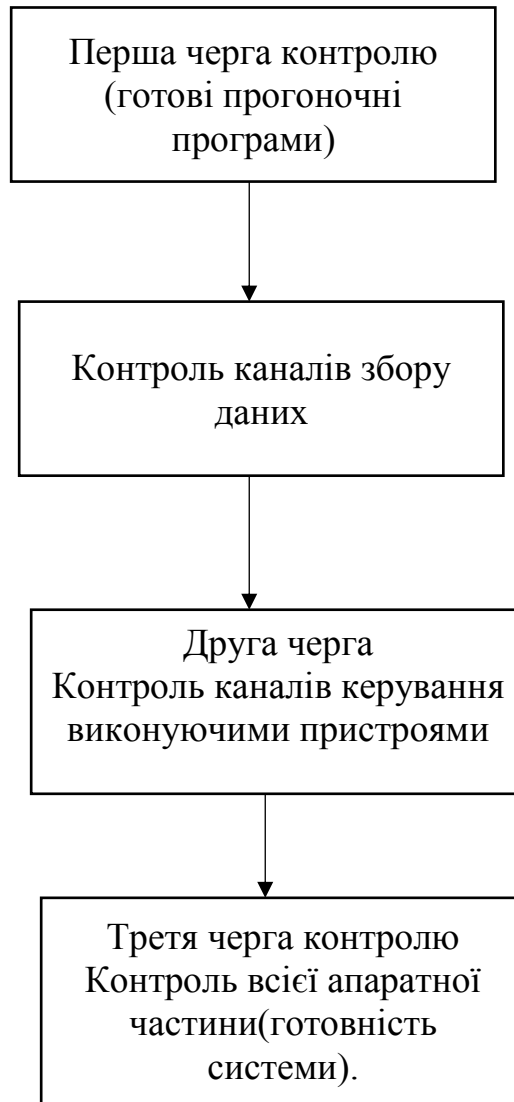 Перша черга контролю
(готові прогоночні
програми)
Контроль каналів збору
даних
Друга черга
Контроль каналів керування
виконуючими пристроями
Третя черга контролю
Контроль всієї апаратної
частини(готовність
системи).